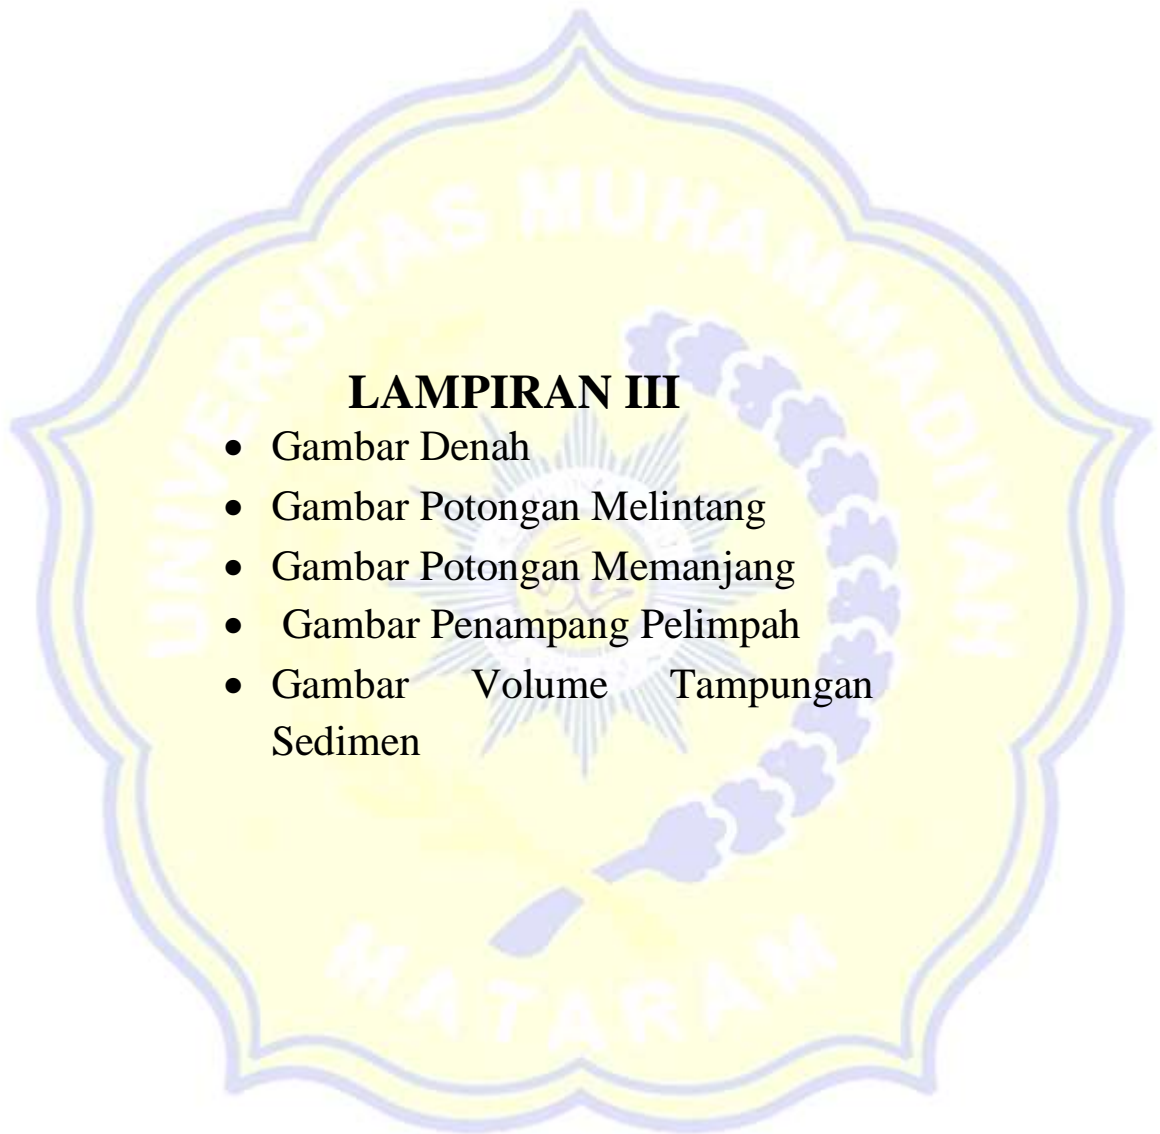 UNIVERSITAS MUHAMMADIYAH
LAMPIRAN III
• Gambar Denah
• Gambar Potongan Melintang
• Gambar Potongan Memanjang
• Gambar Penampang Pelimpah
• Gambar Volume Tampungan
Sedimen
MATARAM